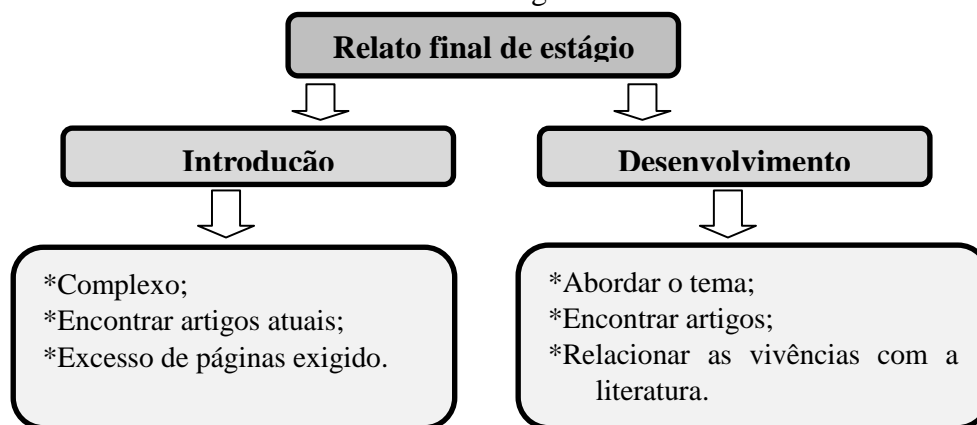 Relato final de estágio
Introdução
Desenvolvimento
*Complexo;
*Encontrar artigos atuais;
*Excesso de páginas exigido.
*Abordar o tema;
*Encontrar artigos;
*Relacionar as vivências com a
literatura.